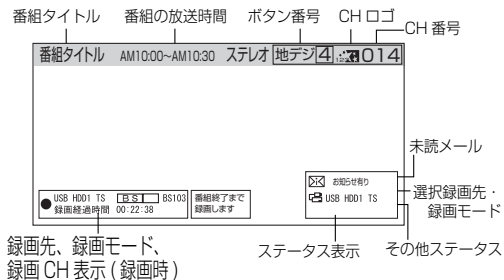 番組タイトル 番組の放送時間 ボタン番号 CH ロゴ
CH 番号
番組タイトル AM10:00~AM10:30 ステレオ 地デジ 4 014
未読メール
お知らせ有り
USB HDD1 TS
選択録画先・
録画モード
USB HDD1 TS BS BS103
録画経過時間 00:22:38
番組終了まで
録画します
ステータス表示 その他ステータス
録画先、録画モード、
録画 CH 表示 ( 録画時 )